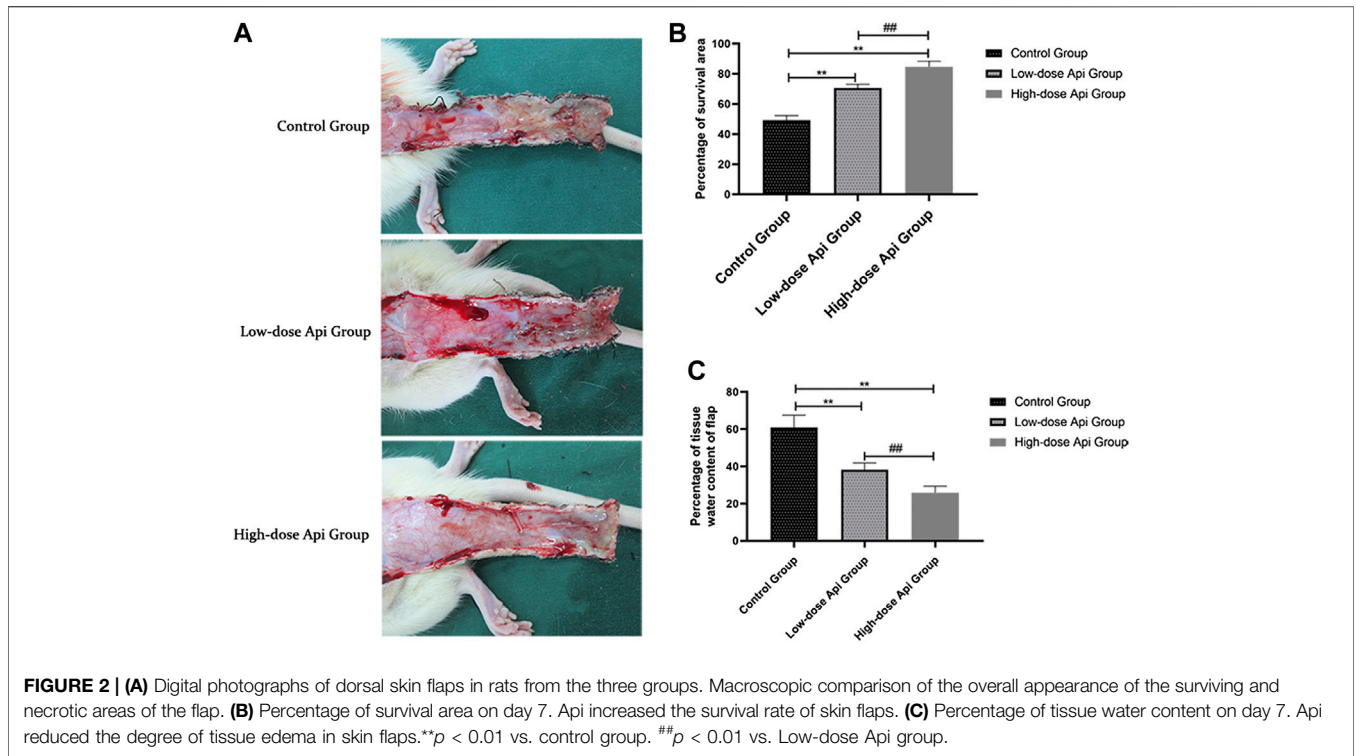 A
Control Group
Low-dose Api Group
High-dose Api Group
B
Percentage of survival area
100
80
60
40
20
0
**
**
##
Control Group
Low-dose Api Group
High-dose Api Group
Control Group
Low-dose Api Group
High-dose Api Group
C
Percentage of tissue
water content of flap
80
60
40
20
0
**
**
##
Control Group
Low-dose Api Group
High-dose Api Group
Control Group
Low-dose Api Group
High-dose Api Group
FIGURE 2 | (A) Digital photographs of dorsal skin flaps in rats from the three groups. Macroscopic comparison of the overall appearance of the surviving and
necrotic areas of the flap. (B) Percentage of survival area on day 7. Api increased the survival rate of skin flaps. (C) Percentage of tissue water content on day 7. Api
reduced the degree of tissue edema in skin flaps.**p < 0.01 vs. control group. ##p < 0.01 vs. Low-dose Api group.